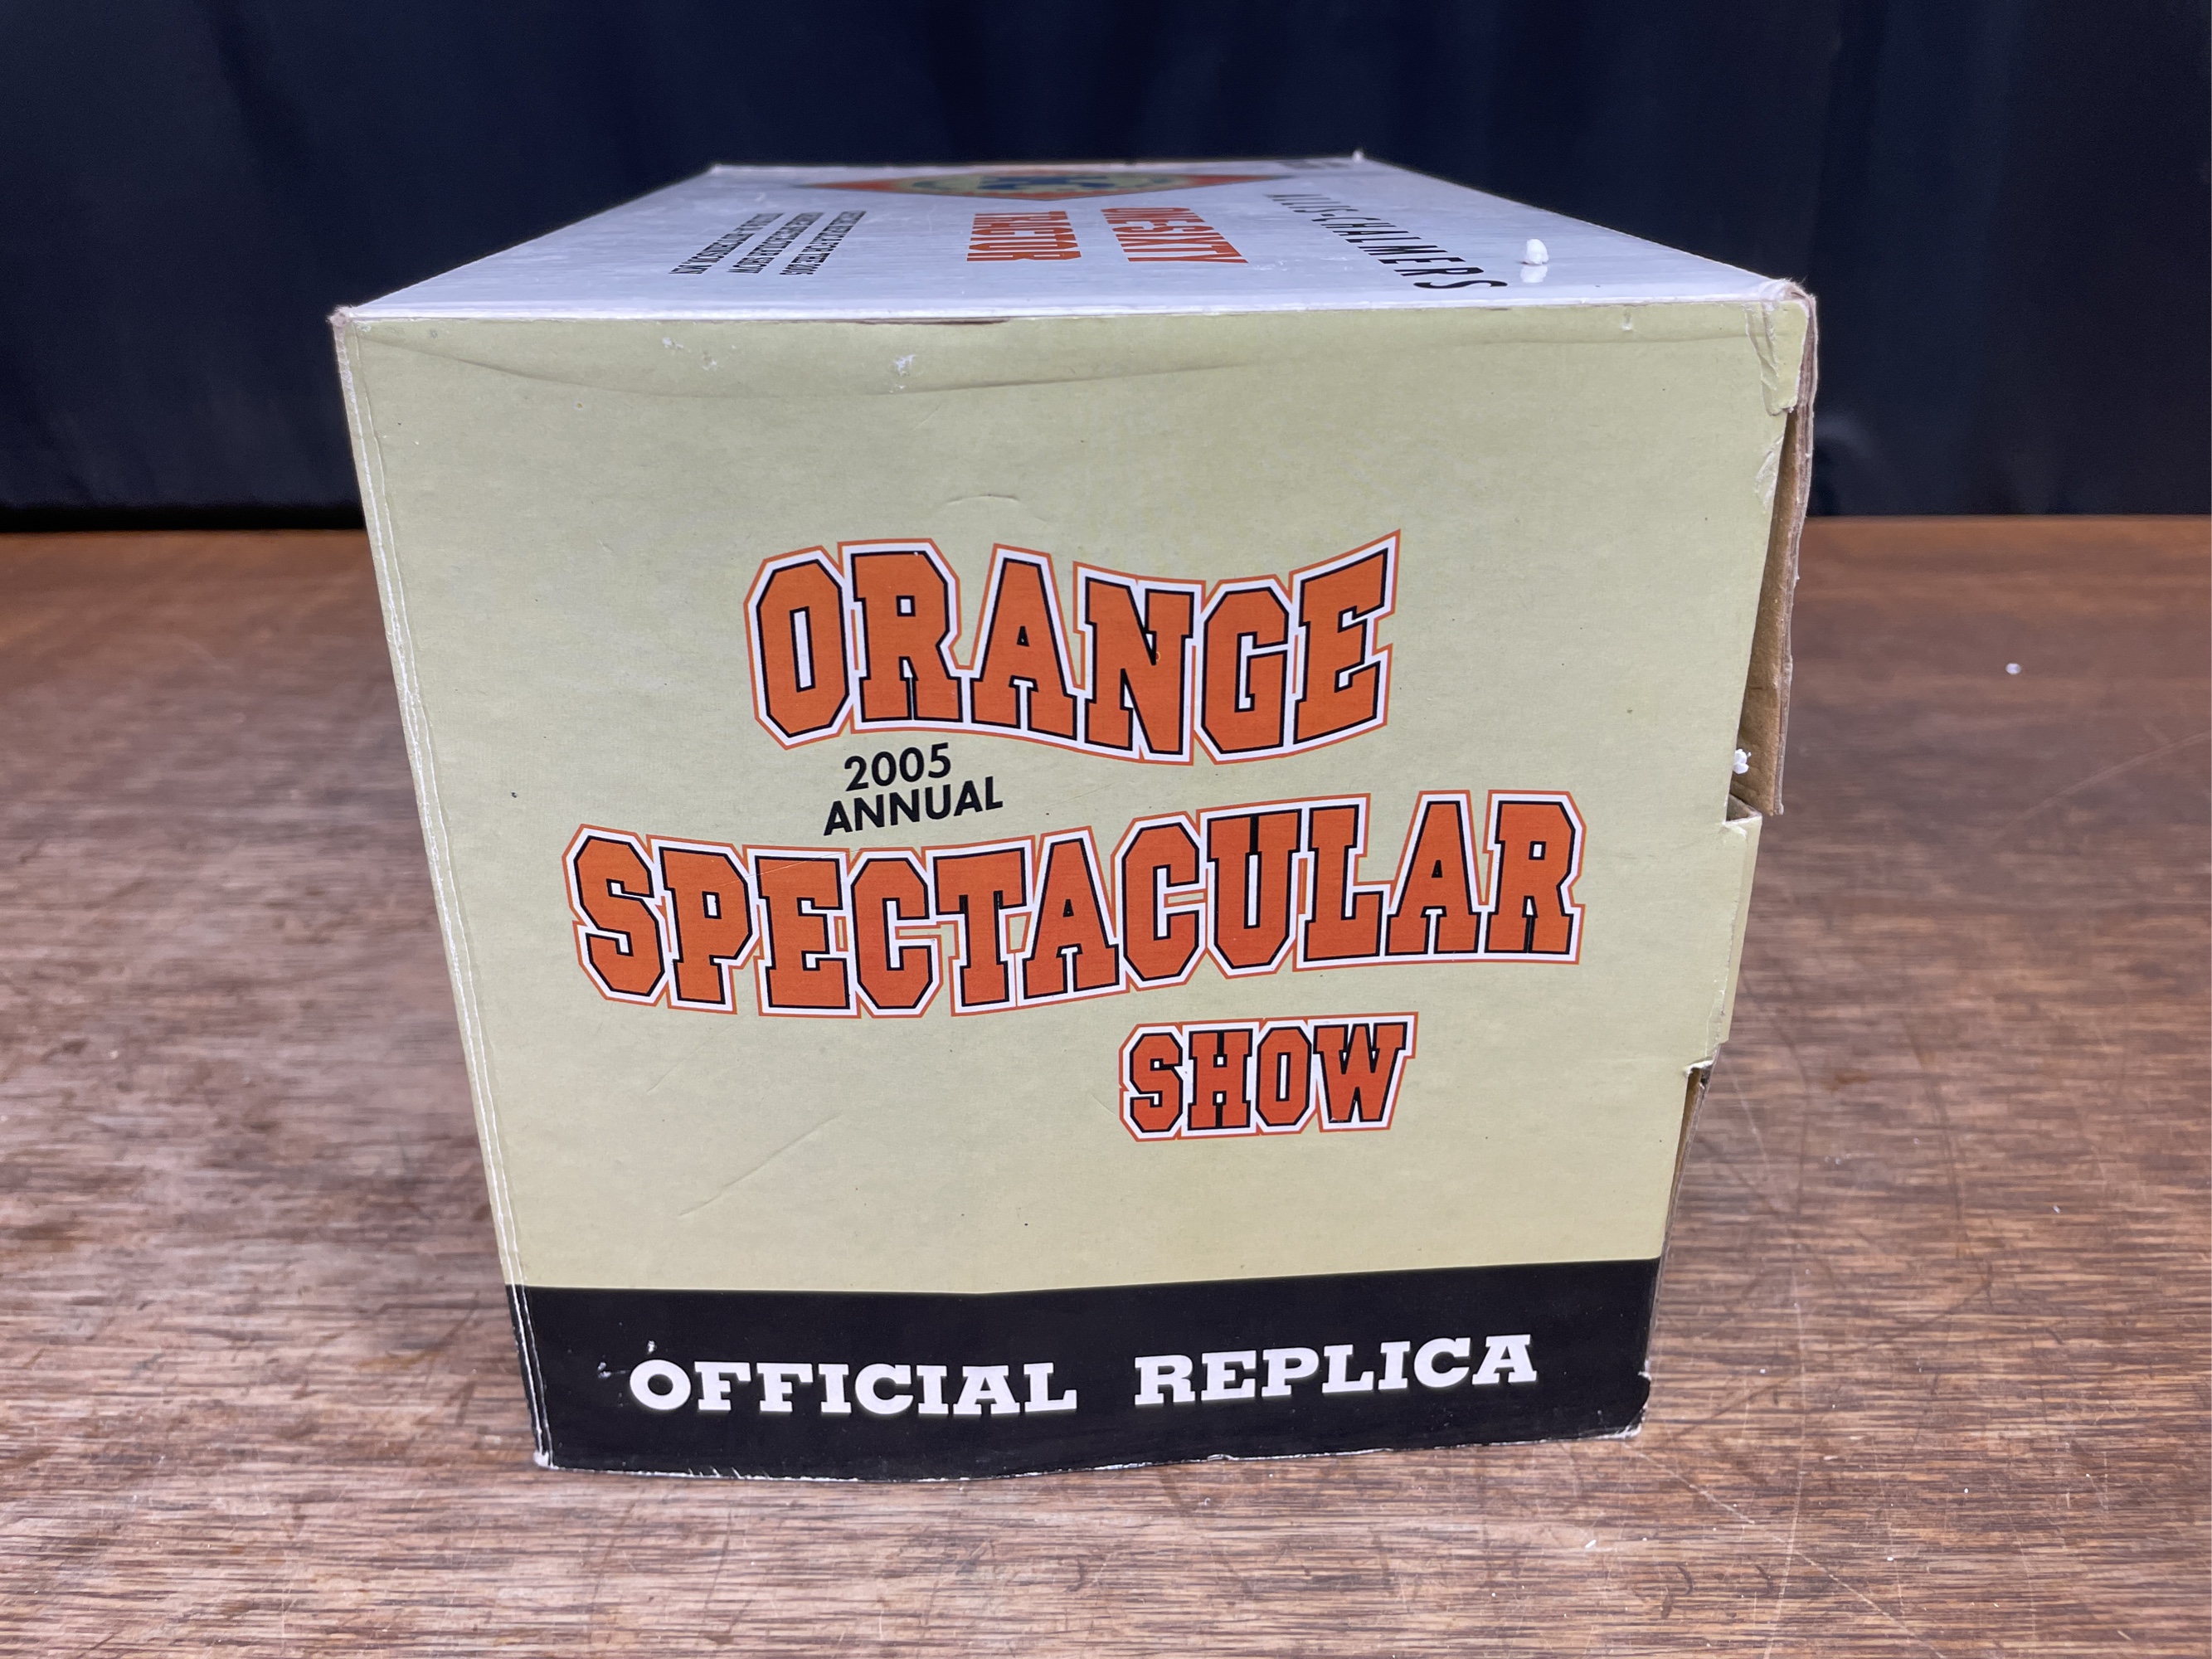 ALLIS-CHALMERS
ONE-SIXTY
TRACTOR
ORANGE
2005
ANNUAL
SPECTACULAR
SHOW
OFFICIAL REPLICA